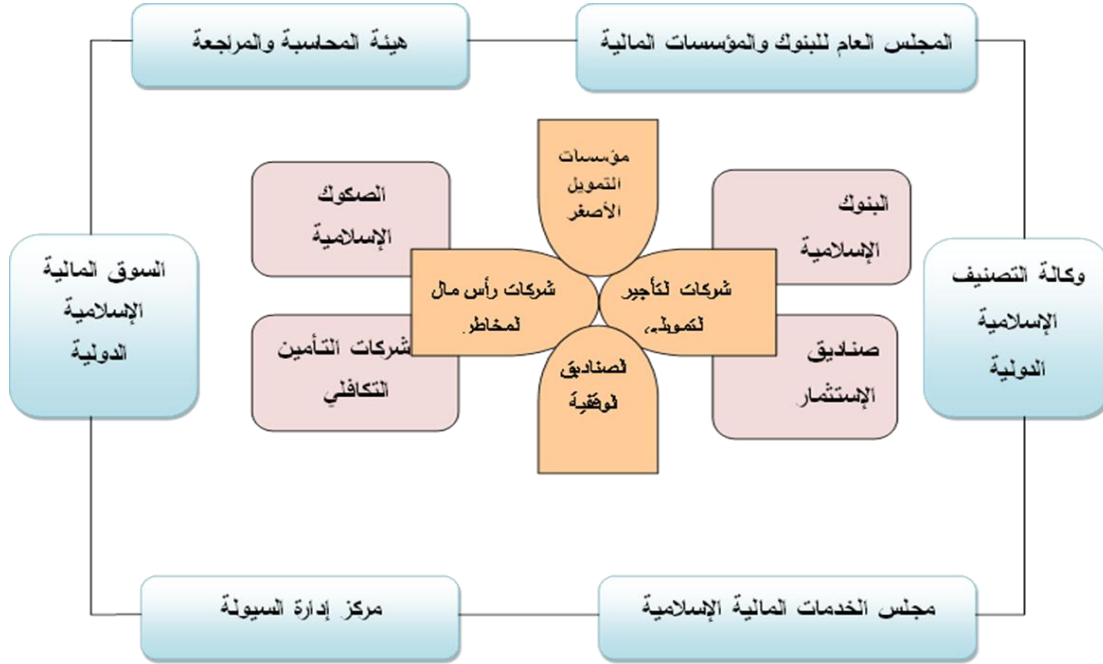 المجلس العام للبنوك والمؤسسات المالية
هيئة المحاسبة والمراجعة
مؤسسات
التمويل
الأصغر
البنوك
الإسلامية
الصكوك
الإسلامية
وكالة التصنيف
الإسلامية
الدولية
السوق المالية
الإسلامية
الدولية
شركات لتأجير
لتمويلي
شركات رأس مال
لمخاطر
صناديق
الإستثمار
الصناديق
الوقفية
شركات التأمين
التكافلي
مجلس الخدمات المالية الإسلامية
مركز إدارة السيولة